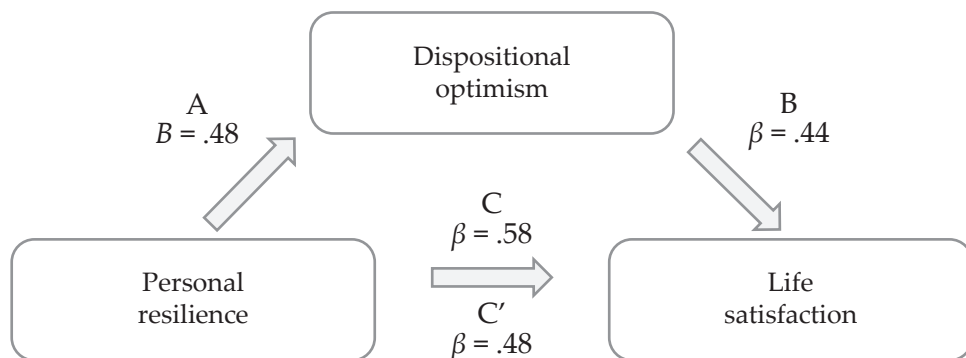 Dispositional
optimism
A
B = .48
B
β = .44
C
β = .58
Personal
resilience
Life
satisfaction
C′
β = .48